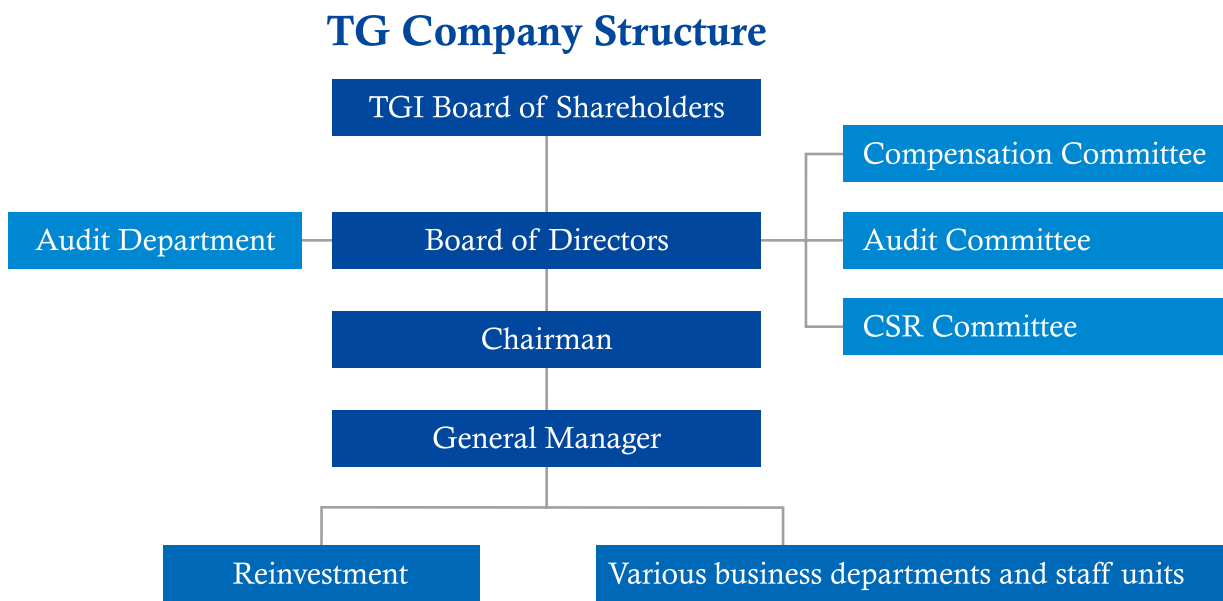 TG Company Structure
TGI Board of Shareholders
Compensation Committee
Audit Department
Board of Directors
Audit Committee
Chairman
CSR Committee
General Manager
Reinvestment
Various business departments and staff units